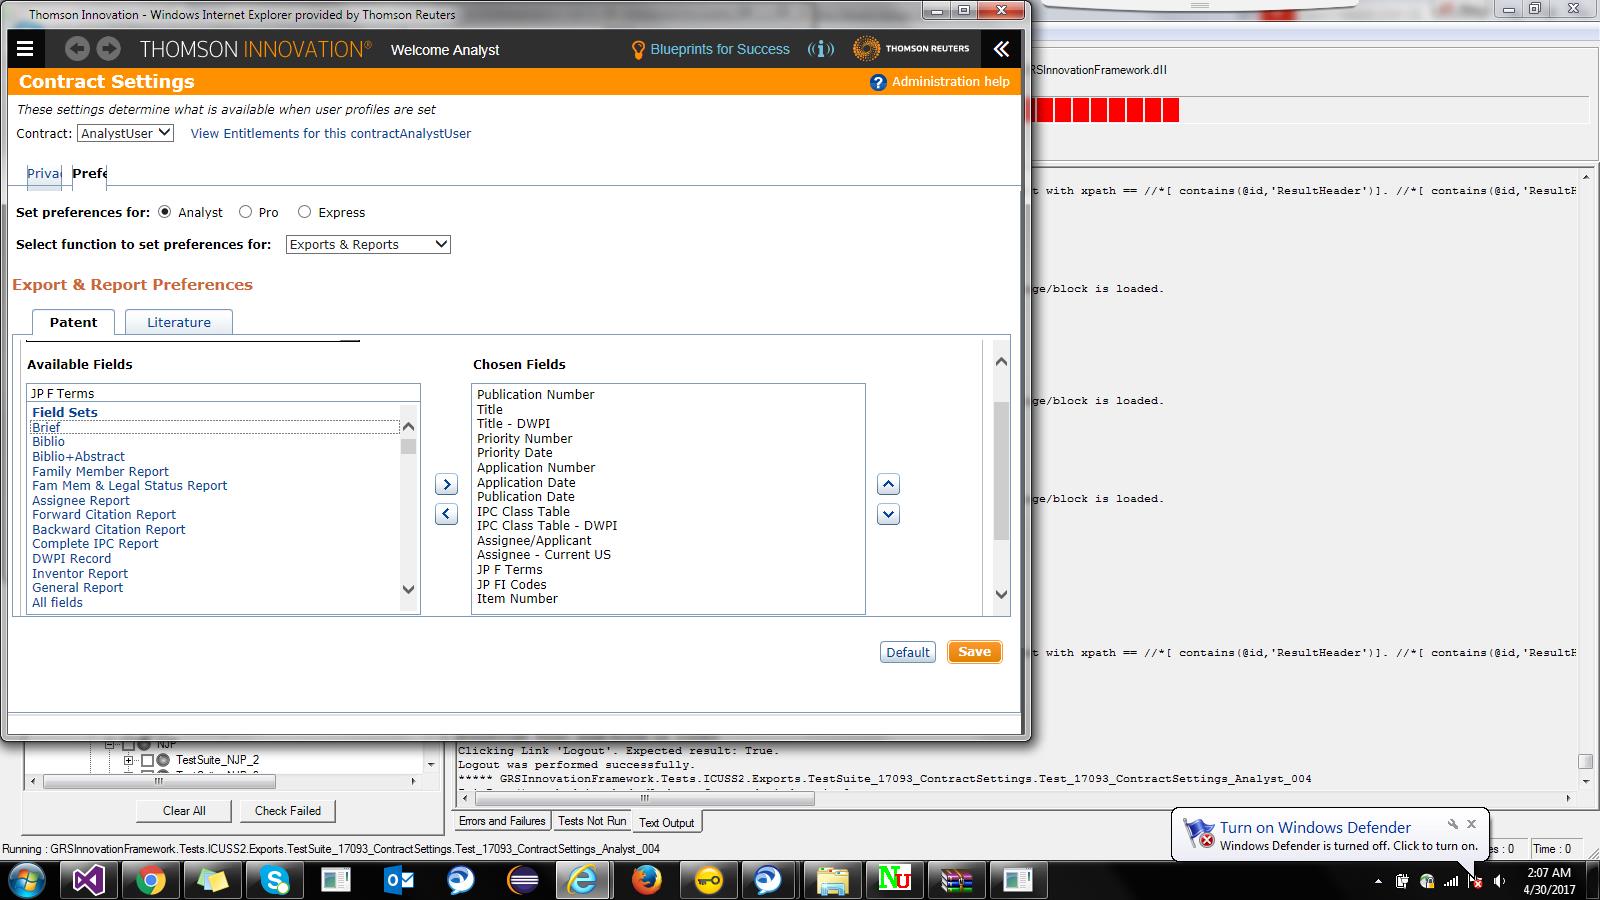 Thomson Innovation - Windows Internet Explorer provided by Thomson Reuters
THOMSON INNOVATION® Welcome Analyst
Blueprints for Success
THOMSON REUTERS
Contract Settings
Administration help
These settings determine what is available when user profiles are set
Contract: AnalystUser View Entitlements for this contractAnalystUser
Priva Prefe
Set preferences for: Analyst Pro Express
Select function to set preferences for: Exports & Reports
Export & Report Preferences
Patent Literature
Available Fields
JP F Terms
Field Sets
Brief
Biblio
Biblio+Abstract
Family Member Report
Fam Mem & Legal Status Report
Assignee Report
Forward Citation Report
Backward Citation Report
Complete IPC Report
DWPI Record
Inventor Report
General Report
All fields
Chosen Fields
Publication Number
Title
Title - DWPI
Priority Number
Priority Date
Application Number
Application Date
Publication Date
IPC Class Table
IPC Class Table - DWPI
Assignee/Applicant
Assignee - Current US
JP F Terms
JP FI Codes
Item Number
Default Save
RSInnovationFramework.dll
t with xpath == //*[ contains(@id,'ResultHeader')]. //*[ contains(@id,'ResultH
ge/block is loaded.
ge/block is loaded.
ge/block is loaded.
t with xpath == //*[ contains(@id,'ResultHeader')]. //*[ contains(@id,'ResultH
NJP
TestSuite_NJP_2
Clear All Check Failed
Clicking Link 'Logout'. Expected result: True.
Logout was performed successfully.
***** GRSInnovationFramework.Tests.ICUSS2.Exports.TestSuite_17093_ContractSettings.Test_17093_ContractSettings_Analyst_004
Errors and Failures Tests Not Run Text Output
Turn on Windows Defender
Windows Defender is turned off. Click to turn on.
Running : GRSInnovationFramework.Tests.ICUSS2.Exports.TestSuite_17093_ContractSettings.Test_17093_ContractSettings_Analyst_004
es : 0 Time : 0
Nu
2:07 AM
4/30/2017